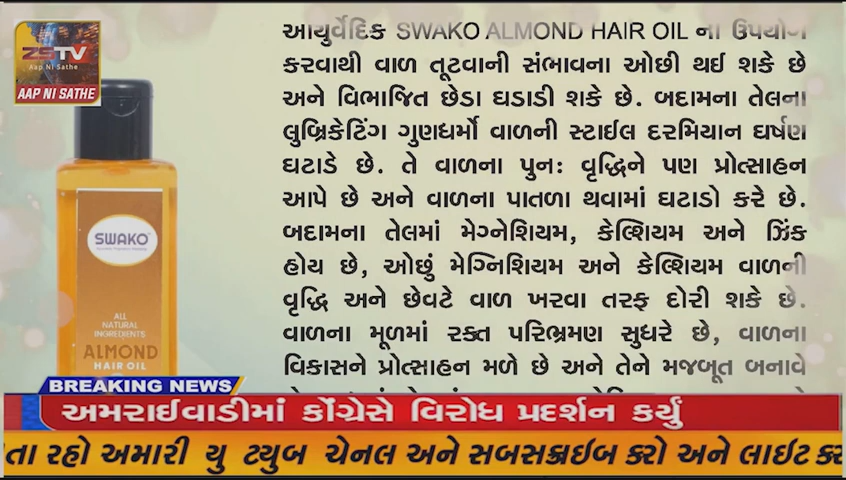 ZSTV
Aap Ni Sathe
AAP NI SATHE
આયુર્વેદિક SWAKO ALMOND HAIR OIL ના ઉપયોગ
કરવાથી વાળ તૂટવાની સંભાવના ઓછી થઈ શકે છે
અને વિભાજિત છેડા ઘડાડી શકે છે. બદામના તેલના
લુબ્રિકેટિંગ ગુણધર્મો વાળની સ્ટાઈલ દરમિયાન ઘર્ષણ
ઘટાડે છે. તે વાળના પુનઃ વૃદ્ધિને પણ પ્રોત્સાહન
આપે છે અને વાળના પાતળા થવામાં ઘટાડો કરે છે.
બદામના તેલમાં મેગ્નેશિયમ, કેલ્શિયમ અને ઝિંક
હોય છે, ઓછું મેગ્નિશિયમ અને કેલ્શિયમ વાળની
વૃદ્ધિ અને છેવટે વાળ ખરવા તરફ દોરી શકે છે.
વાળના મૂળમાં રક્ત પરિભ્રમણ સુધરે છે, વાળના
વિકાસને પ્રોત્સાહન મળે છે અને તેને મજબૂત બનાવે
SWAKO
ALL
NATURAL
INGREDIENTS
ALMOND
HAIR OIL
BREAKING NEWS
અમરાઈવાડીમાં કોંગ્રેસે વિરોધ પ્રદર્શન કર્યું
તા રહો અમારી યુ ટ્યુબ ચેનલ અને સબસક્રાઇબ કરો અને લાઈટ કર